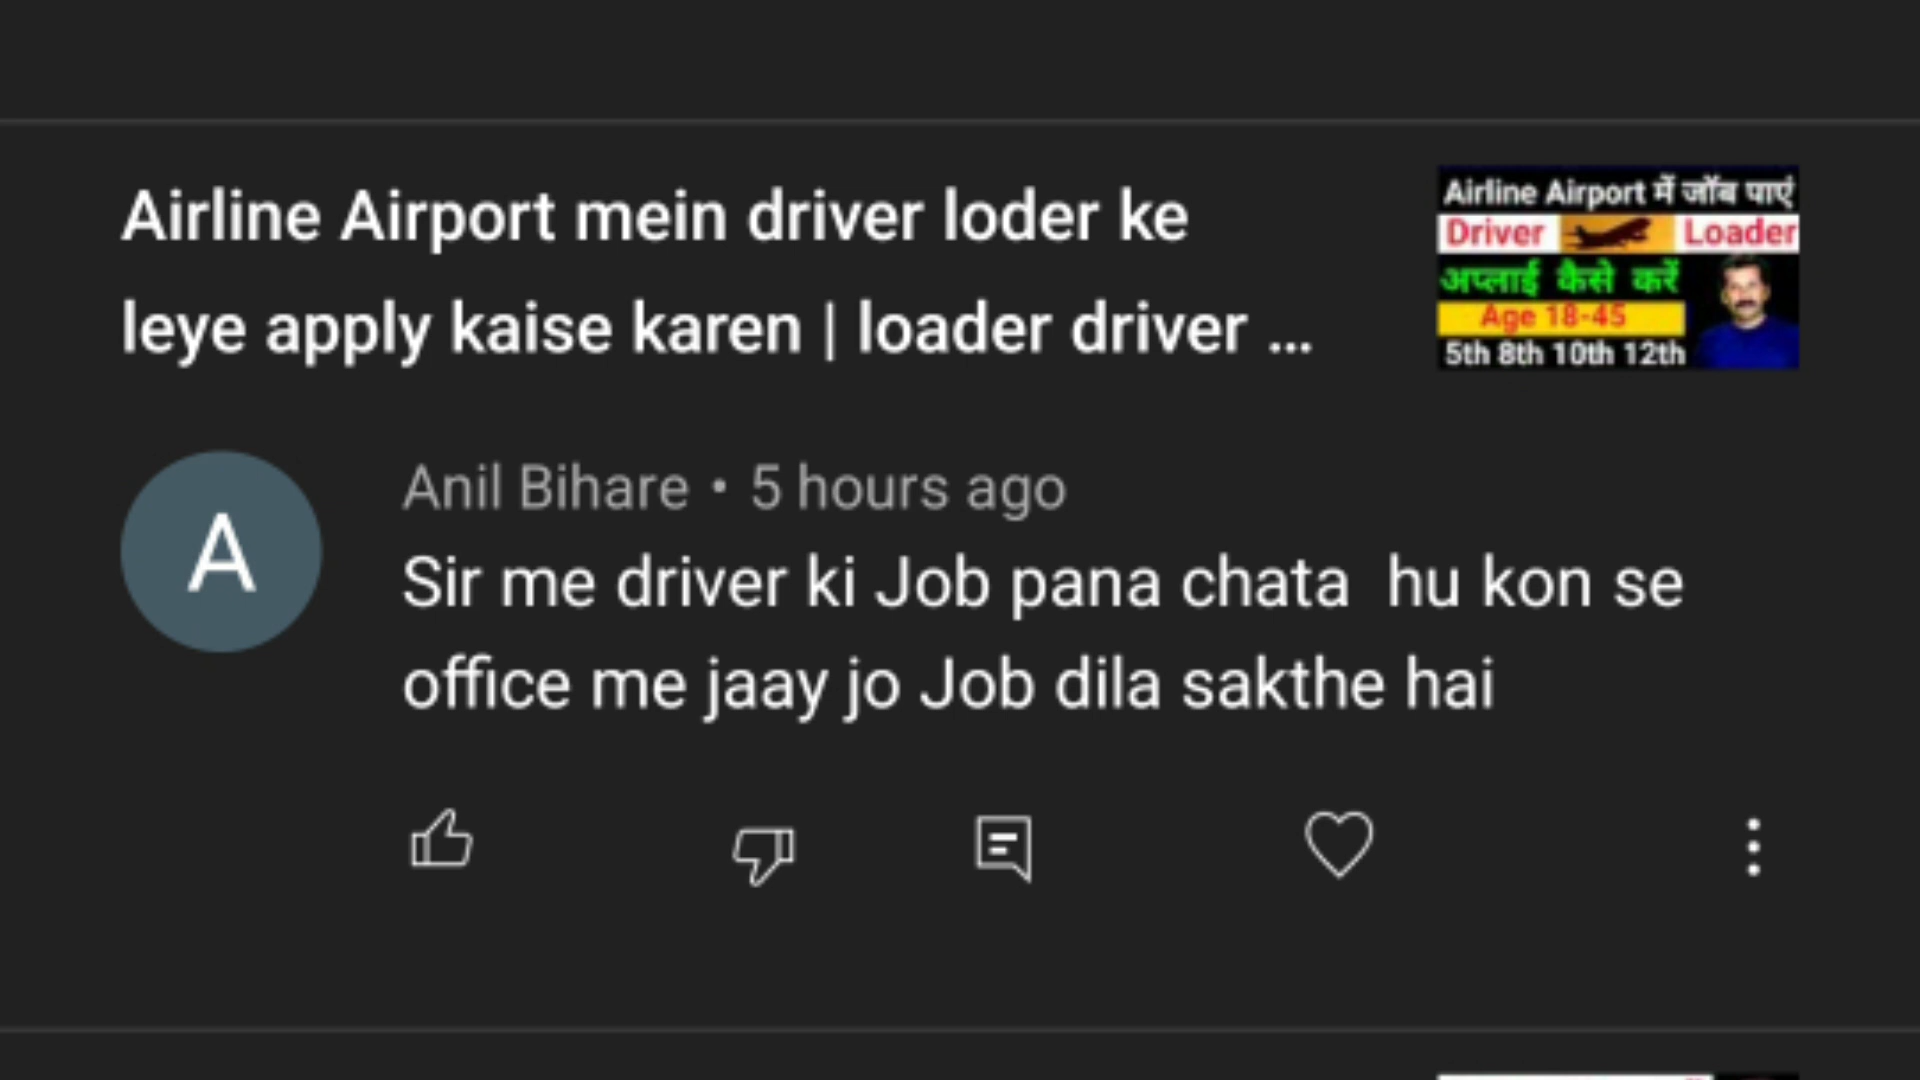 Airline Airport mein driver loder ke
leye apply kaise karen | loader driver ...
Airline Airport में जॉब पाएं
Driver Loader
अप्लाई कैसे करें
Age 18-45
5th 8th 10th 12th
A
Anil Bihare • 5 hours ago
Sir me driver ki Job pana chata hu kon se
office me jaay jo Job dila sakthe hai